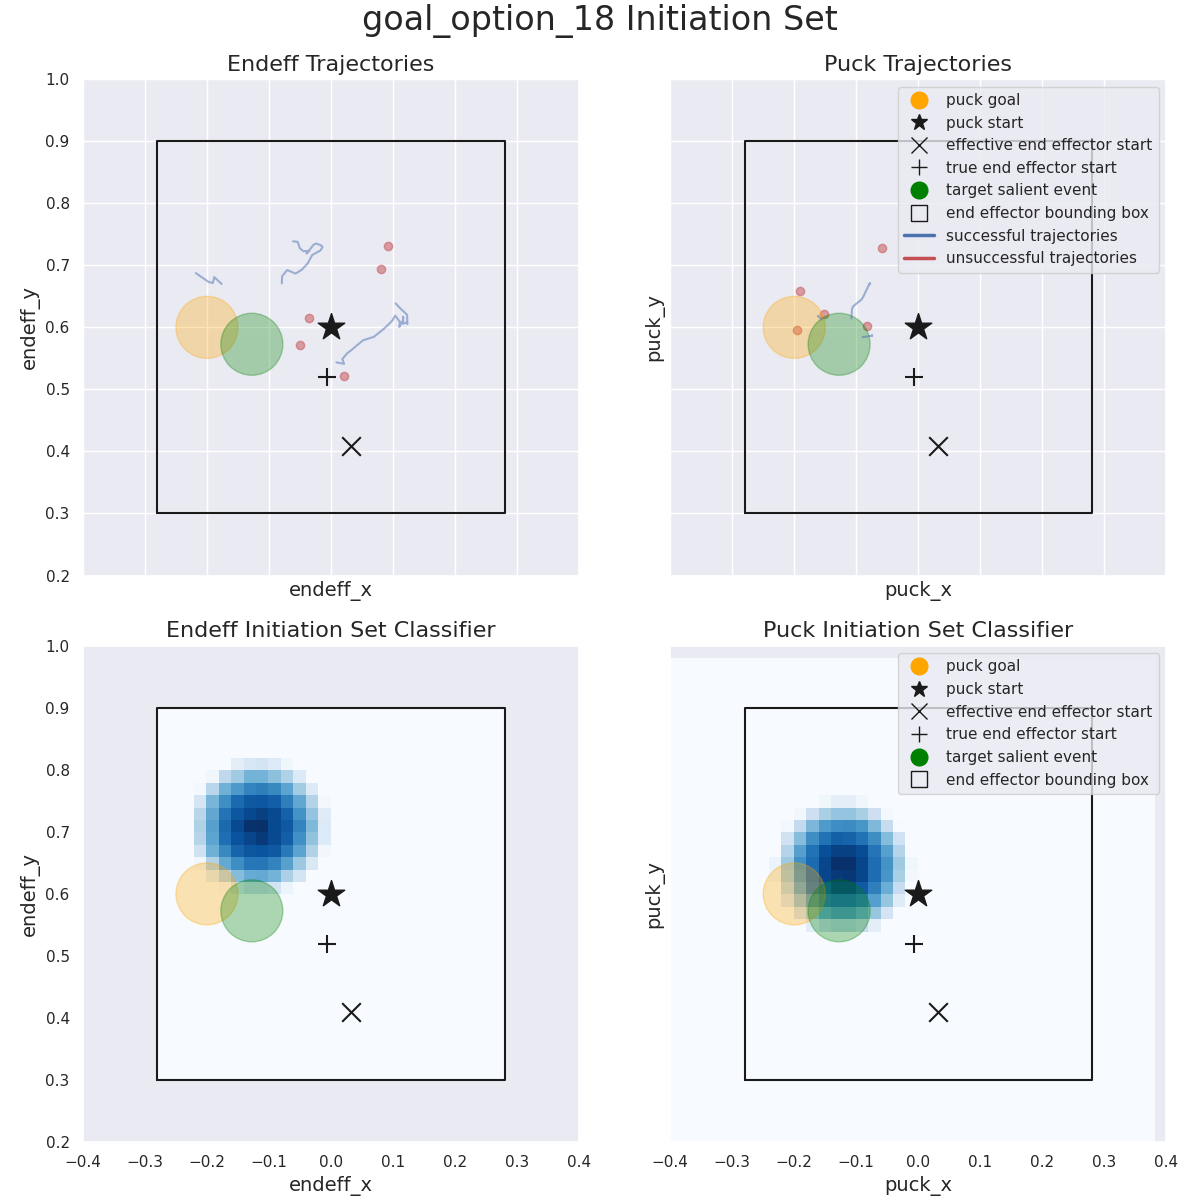 goal_option_18 Initiation Set
Endeff Trajectories
Puck Trajectories
1.0
0.9
0.8
0.7
0.6
0.5
0.4
0.3
0.2
endeff_y
endeff_x
puck_y
puck_x
puck goal
puck start
effective end effector start
true end effector start
target salient event
end effector bounding box
successful trajectories
unsuccessful trajectories
Endeff Initiation Set Classifier
Puck Initiation Set Classifier
1.0
0.9
0.8
0.7
0.6
0.5
0.4
0.3
0.2
endeff_y
−0.4 −0.3 −0.2 −0.1 0.0 0.1 0.2 0.3 0.4
endeff_x
puck_y
puck goal
puck start
effective end effector start
true end effector start
target salient event
end effector bounding box
−0.4 −0.3 −0.2 −0.1 0.0 0.1 0.2 0.3 0.4
puck_x